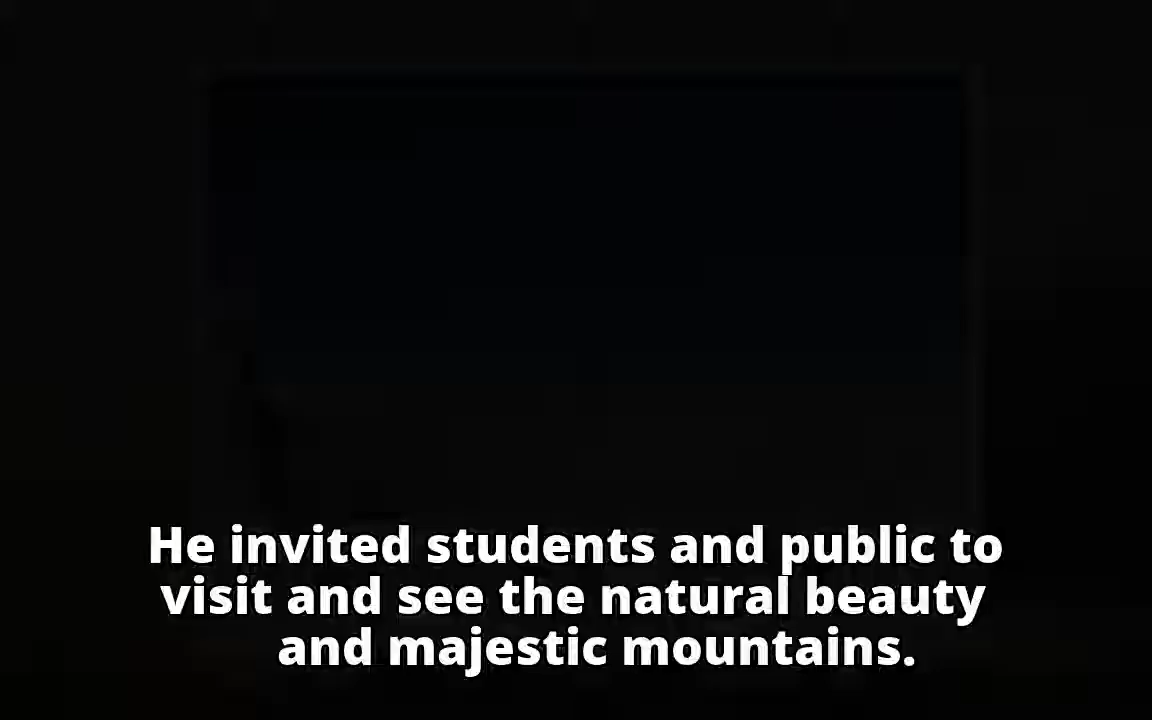 He invited students and public to
visit and see the natural beauty
and majestic mountains.